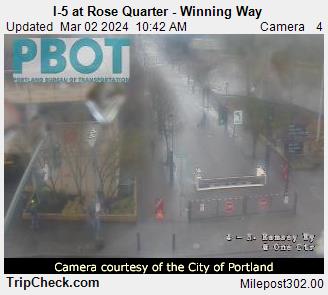 I-5 at Rose Quarter - Winning Way
Updated Mar 02 2024 10:42 AM Camera 4
PBOT
PORTLAND BUREAU OF TRANSPORTATION
Camera courtesy of the City of Portland
TripCheck.com Milepost302.00